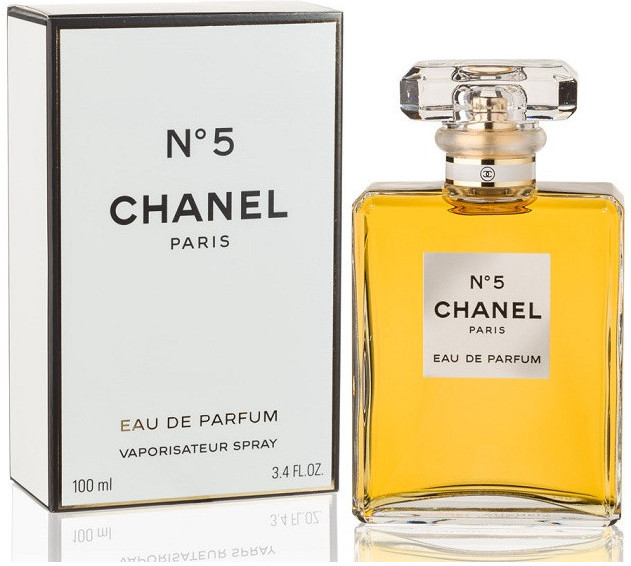 N°5
CHANEL
PARIS
EAU DE PARFUM
VAPORISATEUR SPRAY
100 ml 3.4 FL.OZ.
N°5
CHANEL
PARIS
EAU DE PARFUM